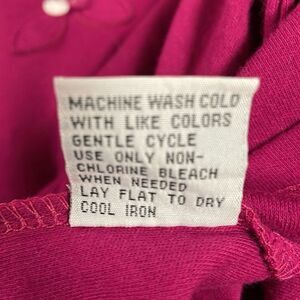 MACHINE WASH COLD
WITH LIKE COLORS
GENTLE CYCLE
USE ONLY NON-
CHLORINE BLEACH
WHEN NEEDED
LAY FLAT TO DRY
COOL IRON